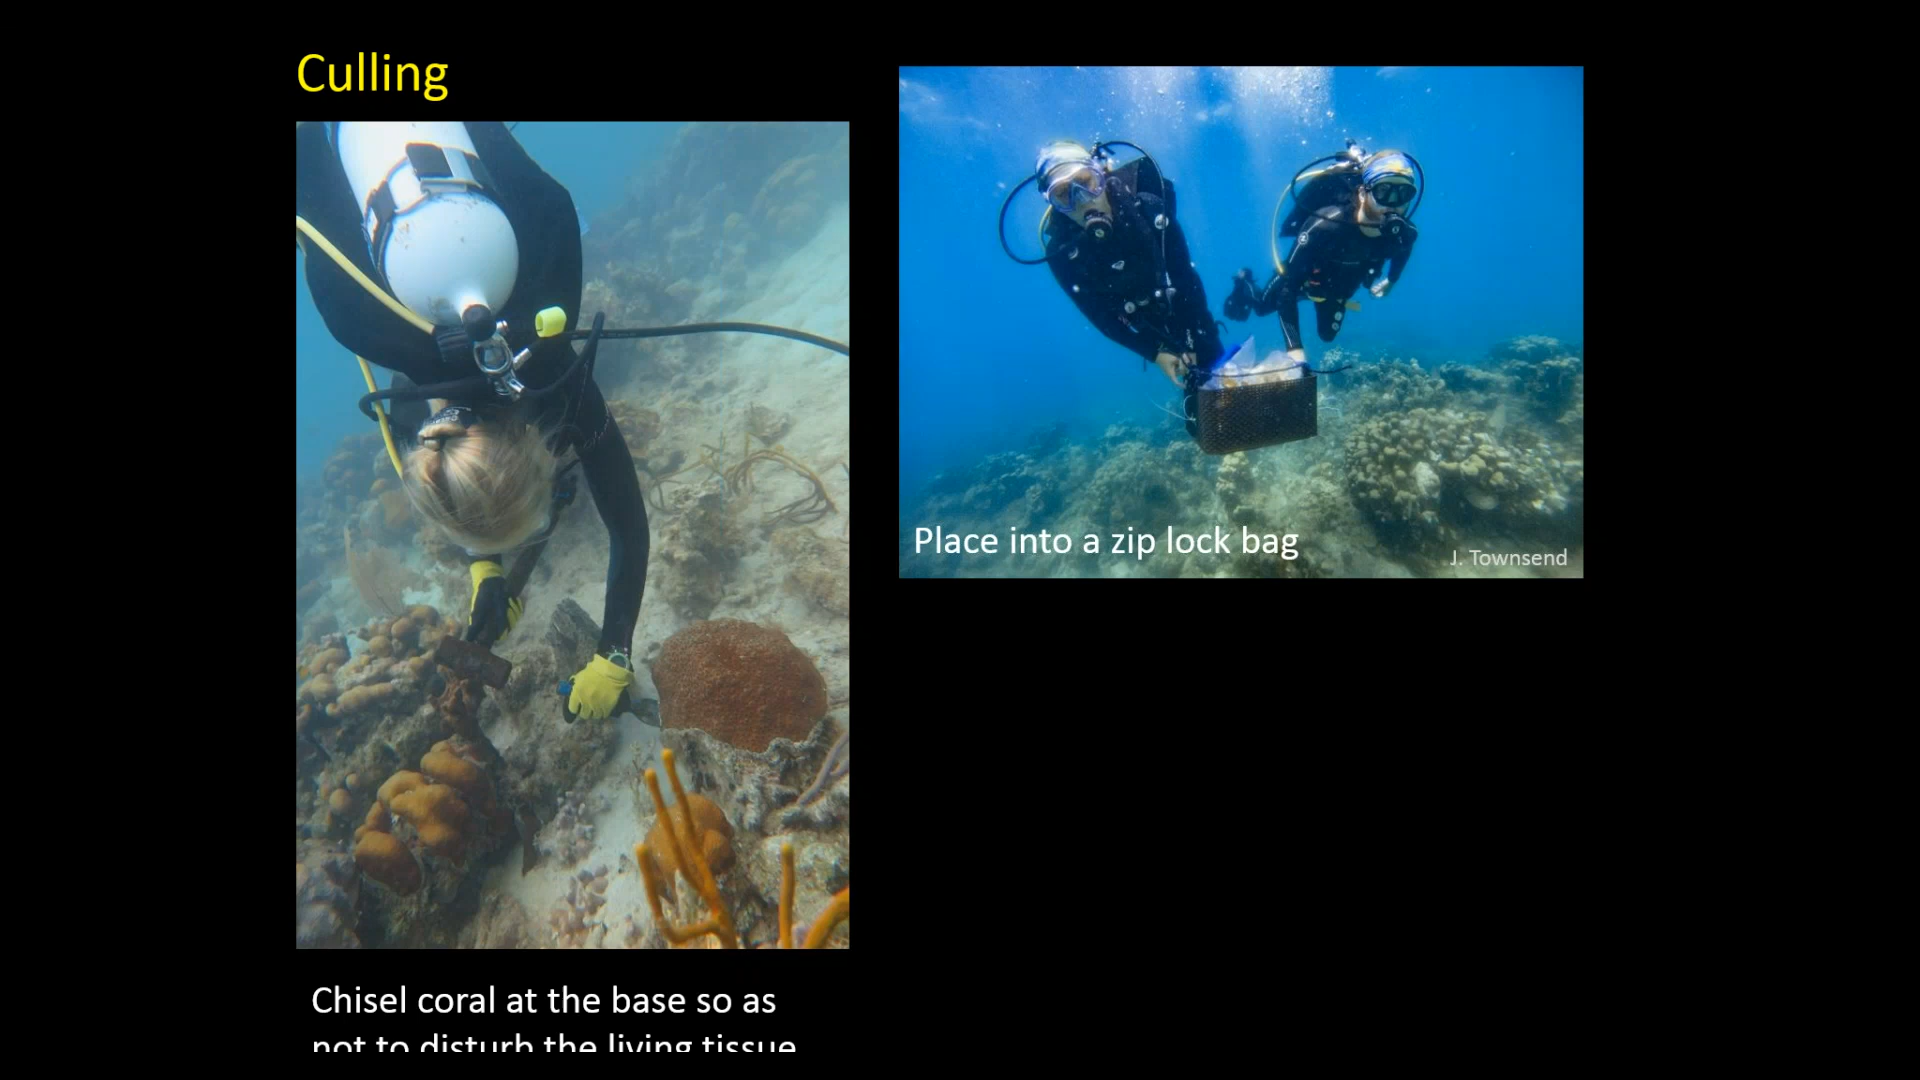 Culling
Place into a zip lock bag
J. Townsend
Chisel coral at the base so as
not to disturb the living tissue